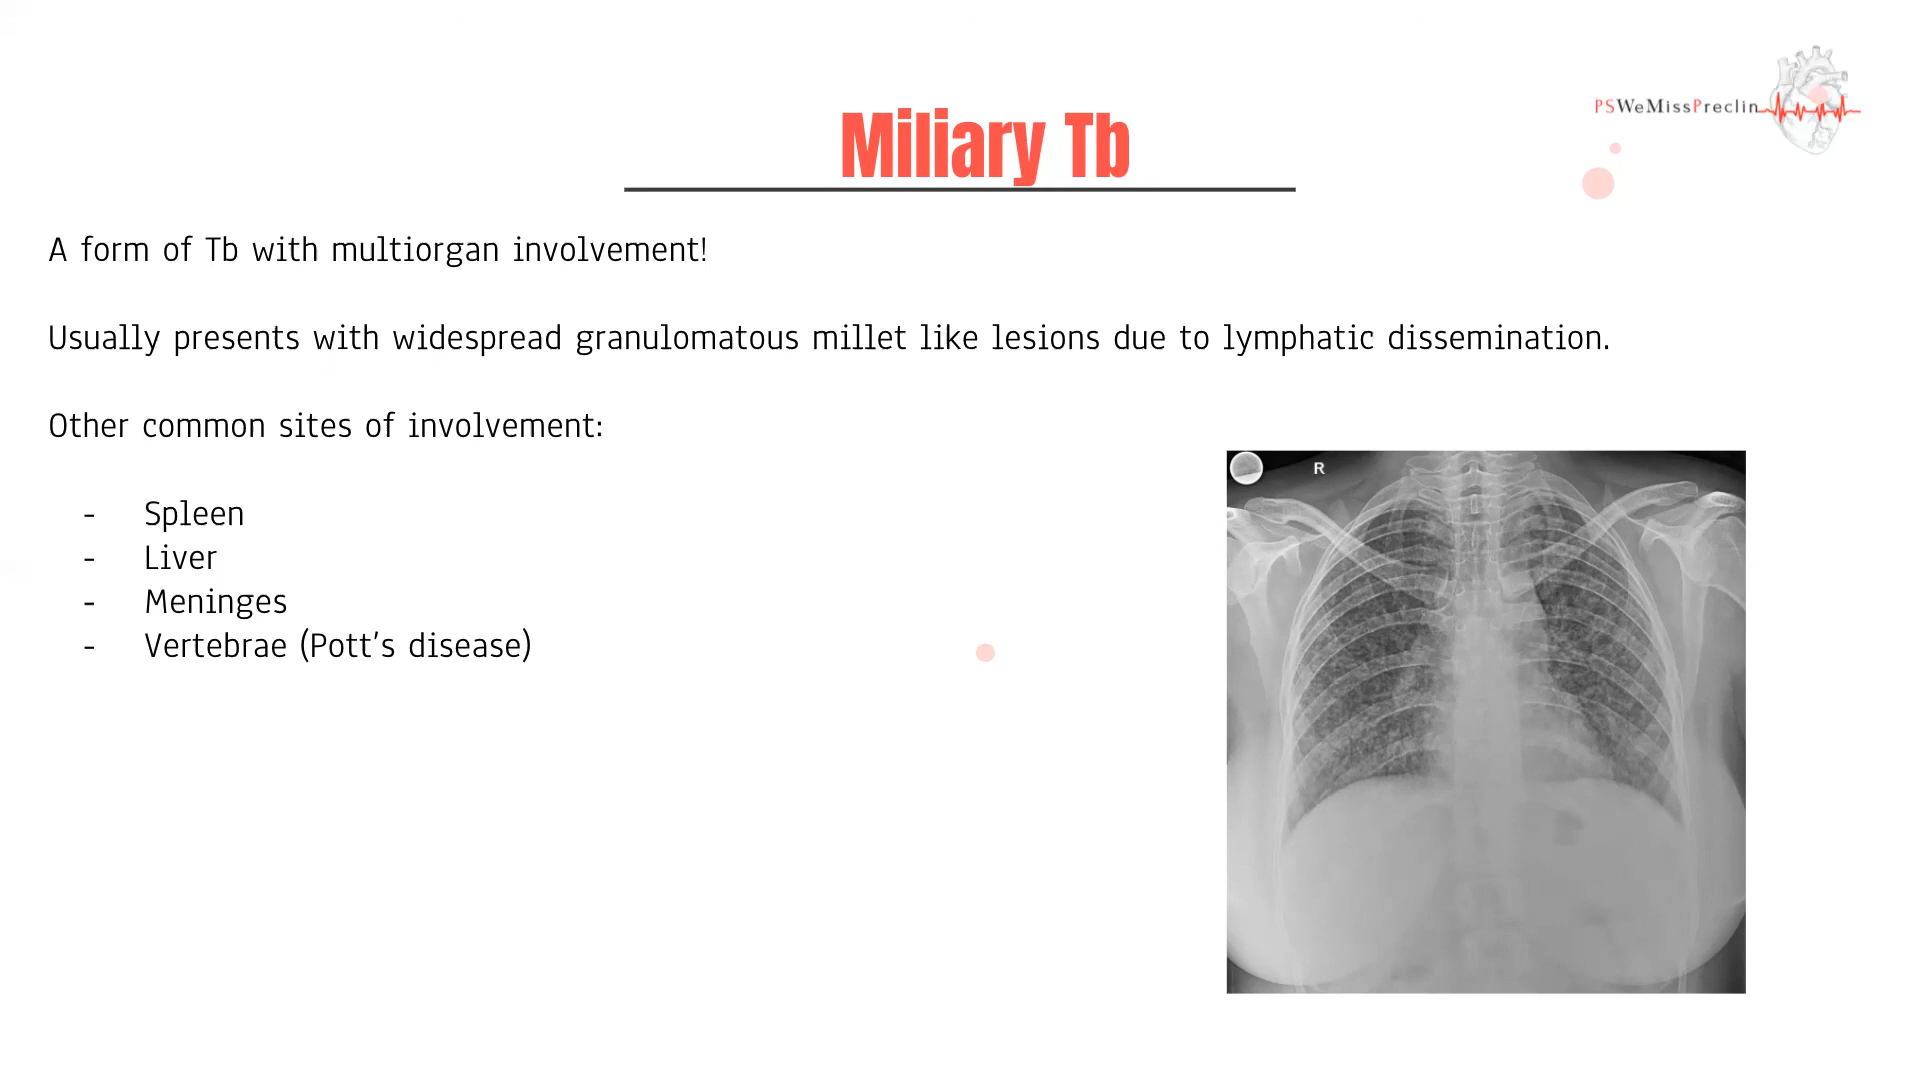 PSWeMissPreclin
Miliary Tb
A form of Tb with multiorgan involvement!
Usually presents with widespread granulomatous millet like lesions due to lymphatic dissemination.
Other common sites of involvement:
- Spleen
- Liver
- Meninges
- Vertebrae (Pott's disease)
R